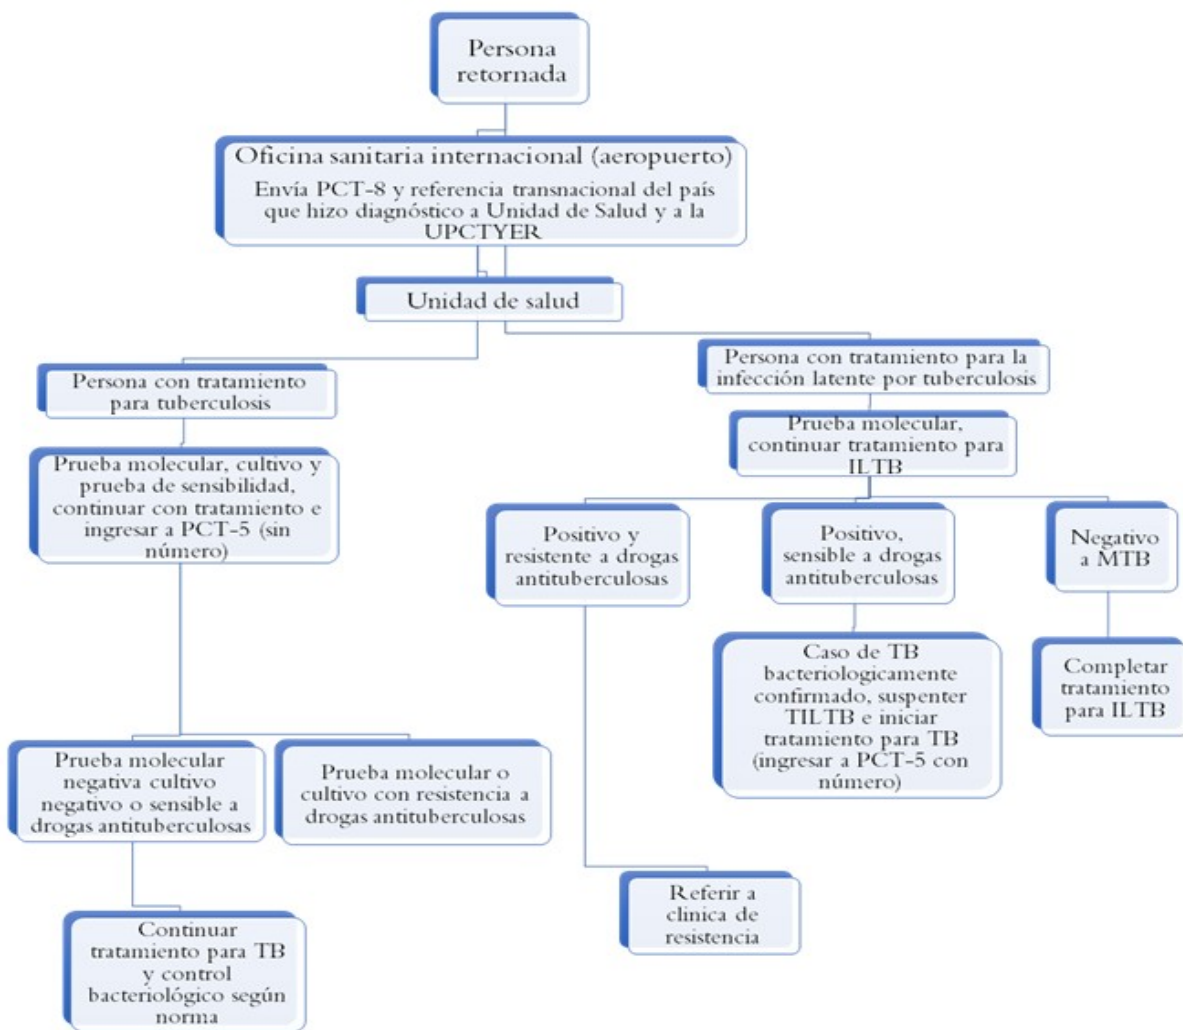 Persona
retornada
Oficina sanitaria internacional (aeropuerto)
Envía PCT-8 y referencia transnacional del país
que hizo diagnóstico a Unidad de Salud y a la
UPCTYER
Unidad de salud
Persona con tratamiento
para tuberculosis
Prueba molecular, cultivo y
prueba de sensibilidad,
continuar con tratamiento e
ingresar a PCT-5 (sin
número)
Prueba molecular
negativa cultivo
negativo o sensible a
drogas antituberculosas
Continuar
tratamiento para TB
y control
bacteriológico según
norma
Prueba molecular o
cultivo con resistencia a
drogas antituberculosas
Persona con tratamiento para la
infección latente por tuberculosis
Prueba molecular,
continuar tratamiento para
ILTB
Positivo y
resistente a drogas
antituberculosas
Referir a
clinica de
resistencia
Positivo,
sensible a drogas
antituberculosas
Caso de TB
bacteriologicamente
confirmado, suspenter
TILTB e iniciar
tratamiento para TB
(ingresar a PCT-5 con
número)
Negativo
a MTB
Completar
tratamiento
para ILTB